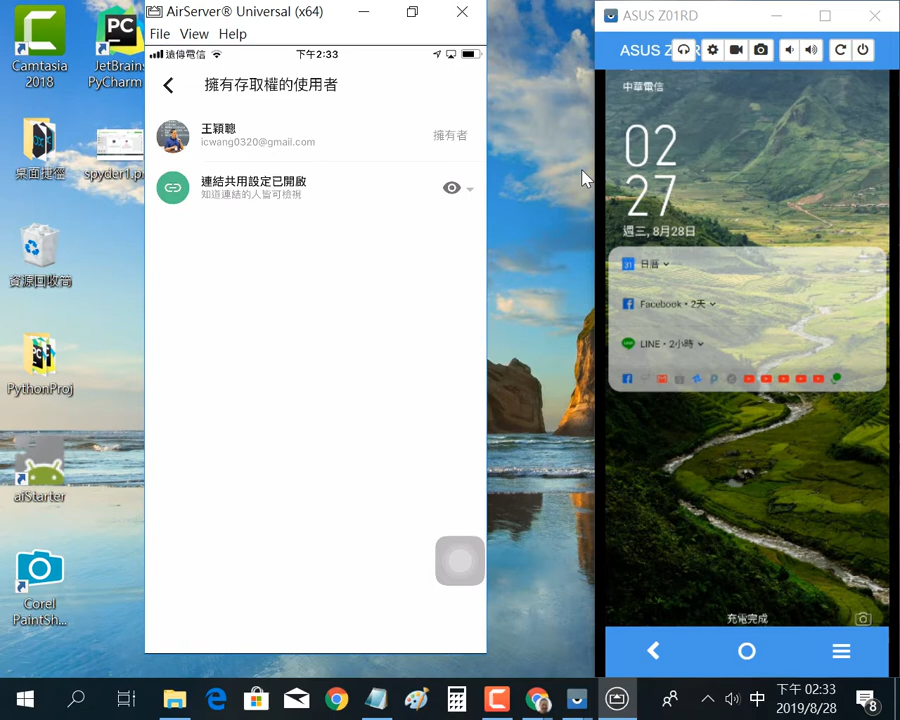 Camtasia
2018
JetBrains
PyCharm
桌面捷徑
spyder1.p
資源回收筒
PythonProj
aiStarter
Corel
PaintSh...
AirServer® Universal (x64)
File View Help
遠傳電信
下午2:33
擁有存取權的使用者
王穎聰
icwang0320@gmail.com
擁有者
連結共用設定已開啟
知道連結的人皆可檢視
ASUS Z01RD
ASUS Z
中華電信
02
27
週三, 8月28日
31
日曆
Facebook • 2天
LINE • 2小時
充電完成
中
下午 02:33
2019/8/28
8